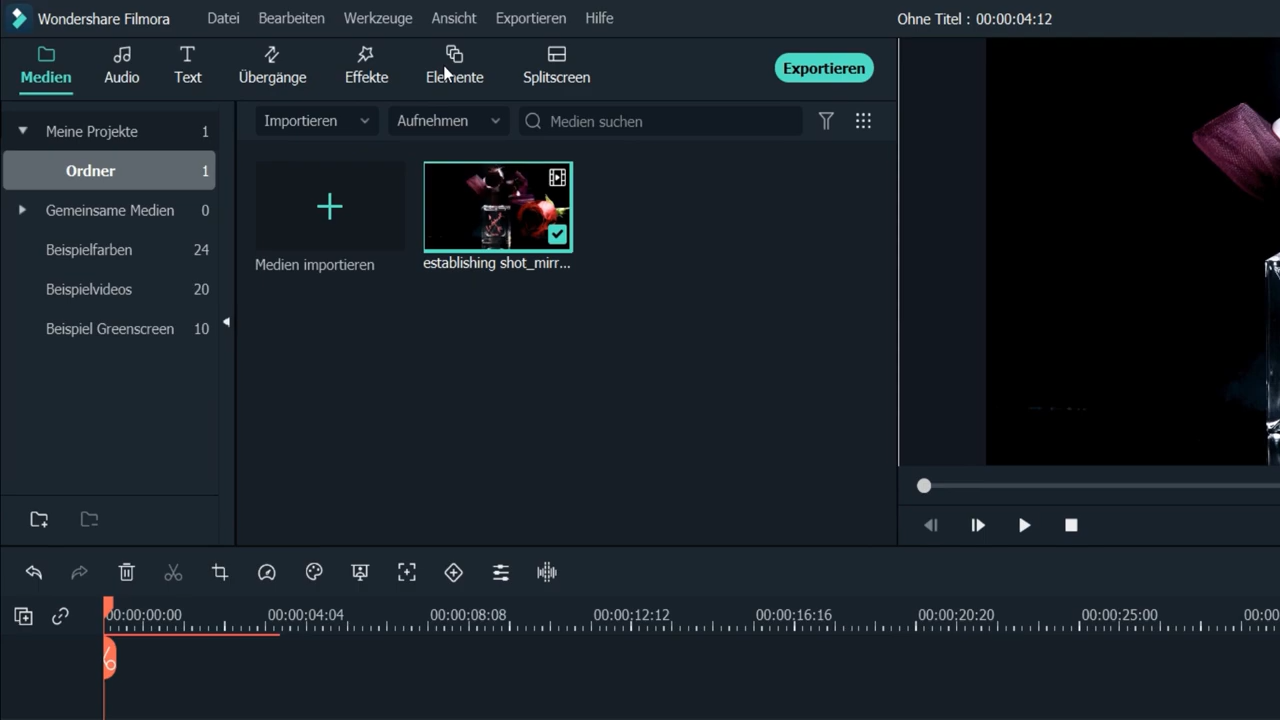 Wondershare Filmora Datei Bearbeiten Werkzeuge Ansicht Exportieren Hilfe Ohne Titel : 00:00:04:12
Medien Audio Text Übergänge Effekte Elemente Splitscreen Exportieren
Importieren Aufnehmen Medien suchen
Meine Projekte 1
Ordner 1
Gemeinsame Medien 0
Beispielfarben 24
Beispielvideos 20
Beispiel Greenscreen 10
Medien importieren establishing shot_mirr...
00:00:00:00 00:00:04:04 00:00:08:08 00:00:12:12 00:00:16:16 00:00:20:20 00:00:25:00 00:00